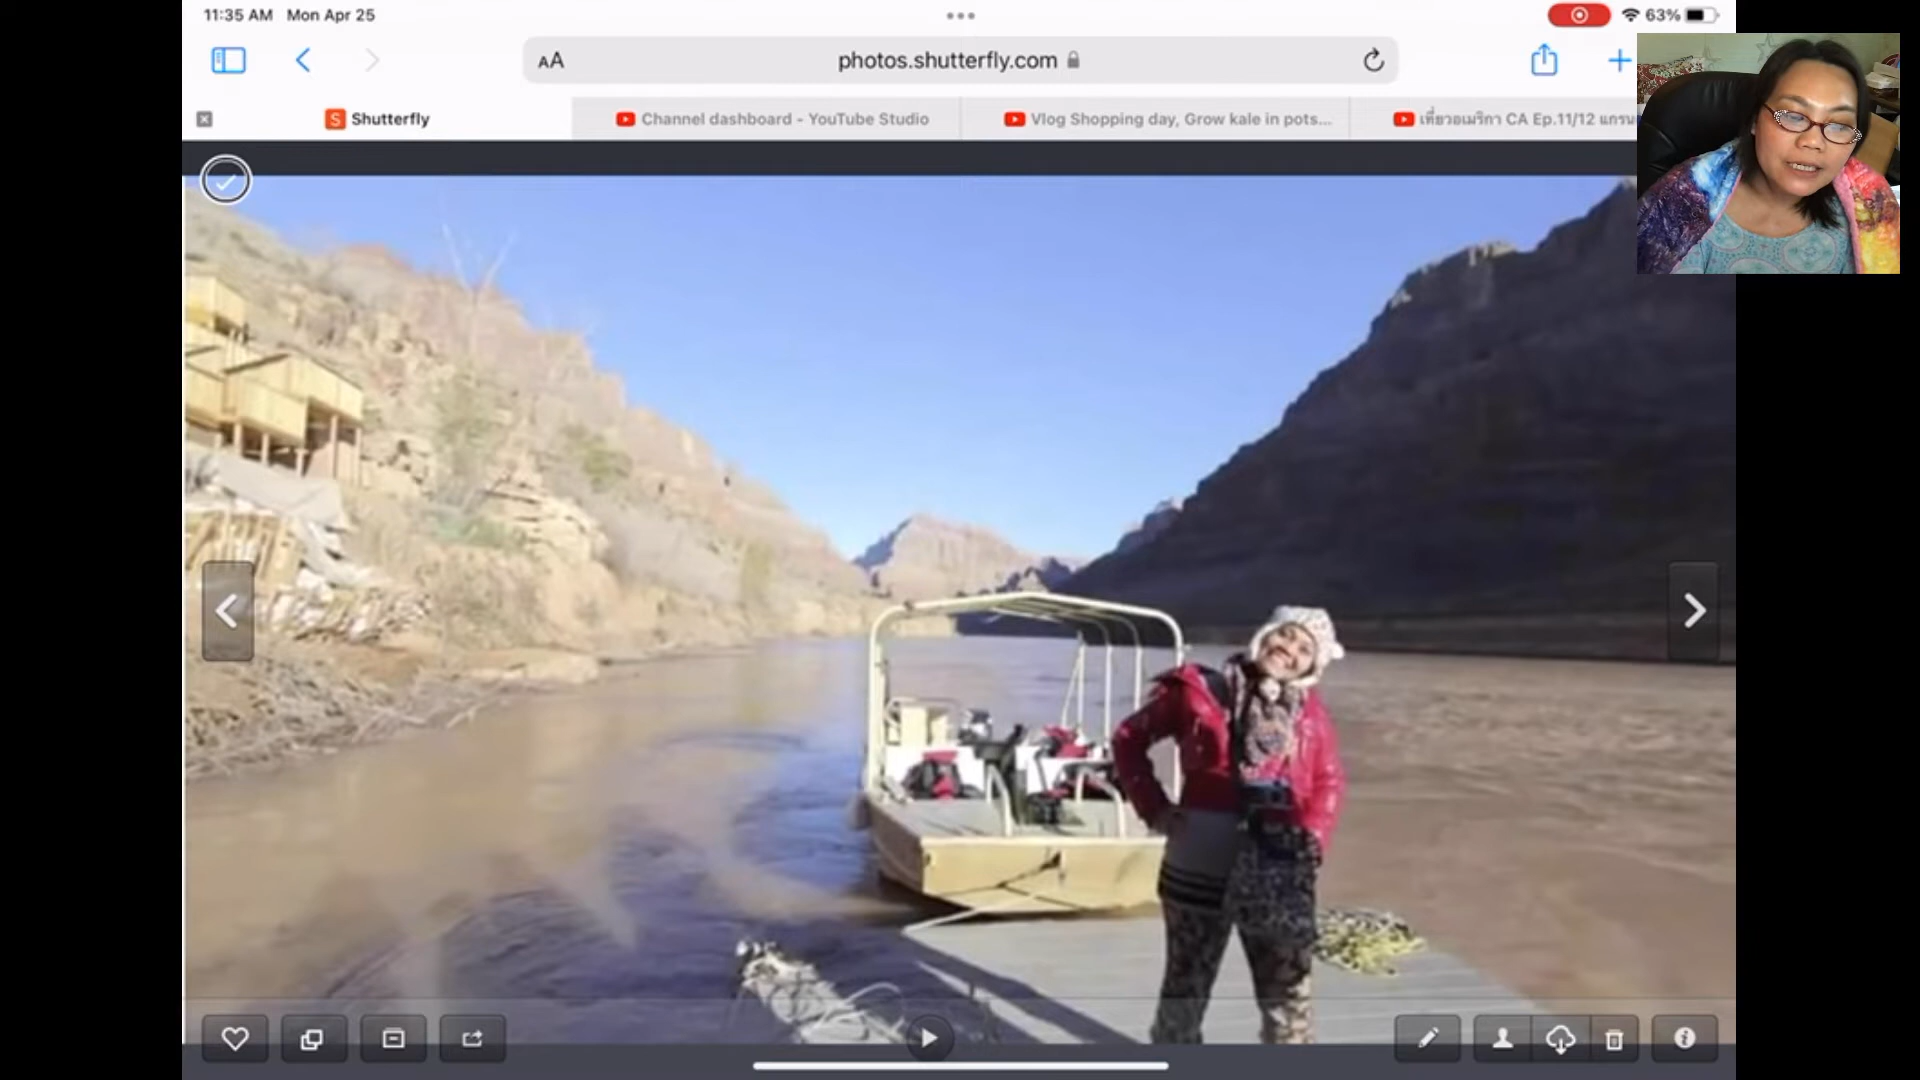 11:35 AM Mon Apr 25
63%
AA photos.shutterfly.com
Shutterfly
Channel dashboard - YouTube Studio
Vlog Shopping day, Grow kale in pots...
เที่ยวอเมริกา CA Ep.11/12